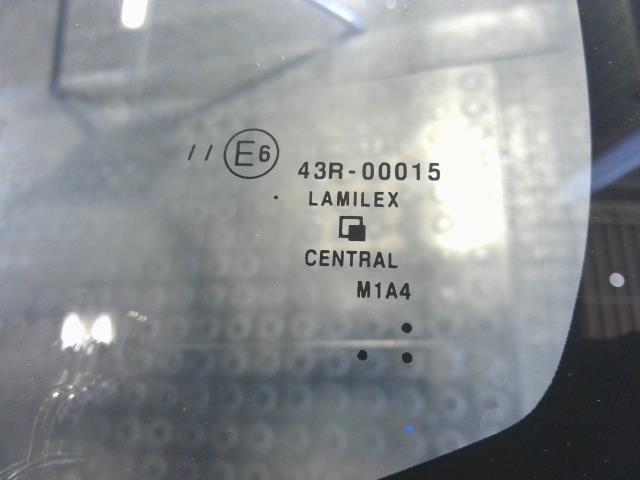 // E6
43R-00015
LAMILEX
CENTRAL
M1A4